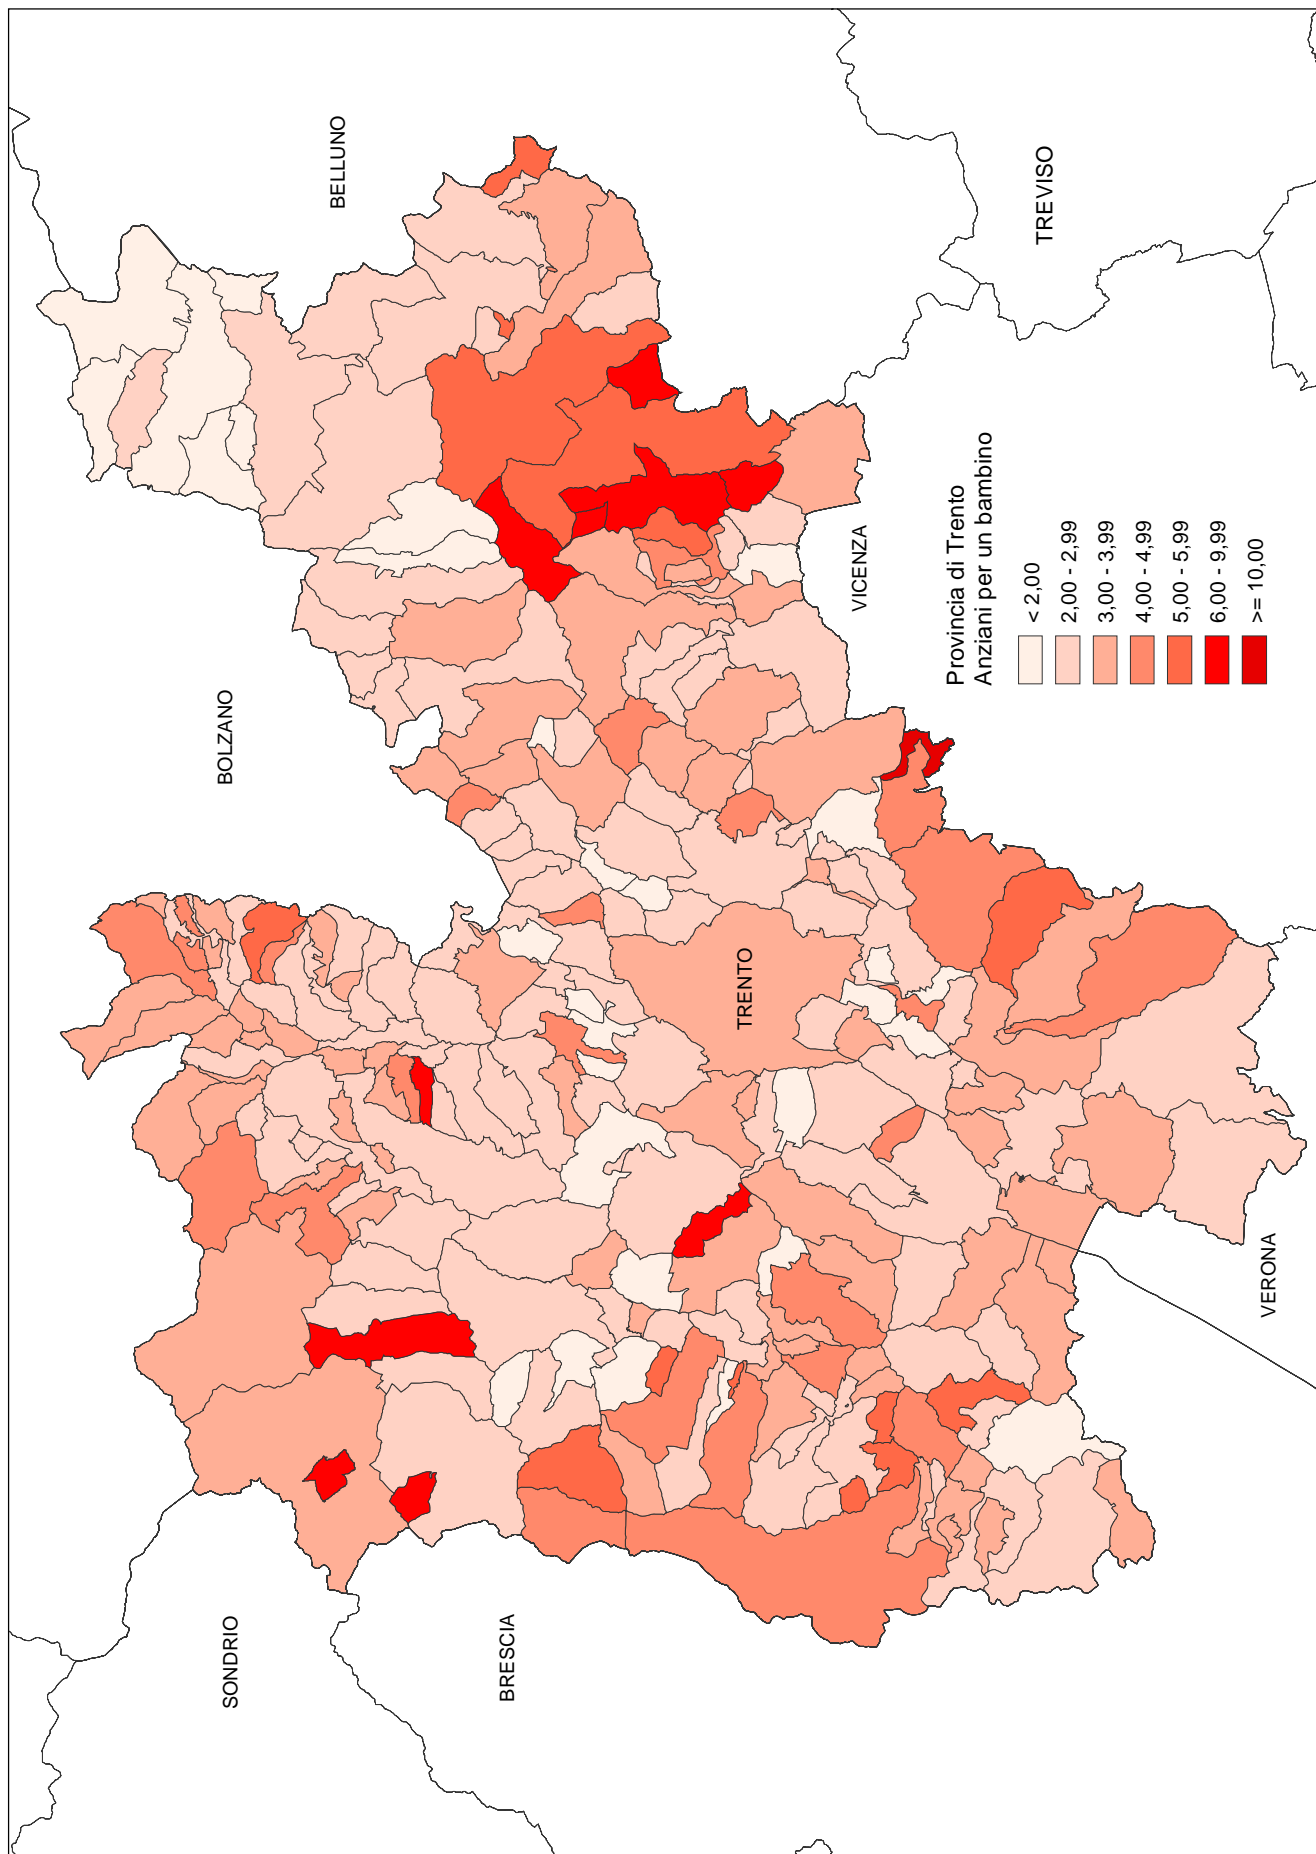 BOLZANO
BELLUNO
SONDRIO
BRESCIA
TRENTO
TREVISO
VICENZA
VERONA
Provincia di Trento
Anziani per un bambino
< 2,00
2,00 - 2,99
3,00 - 3,99
4,00 - 4,99
5,00 - 5,99
6,00 - 9,99
>= 10,00